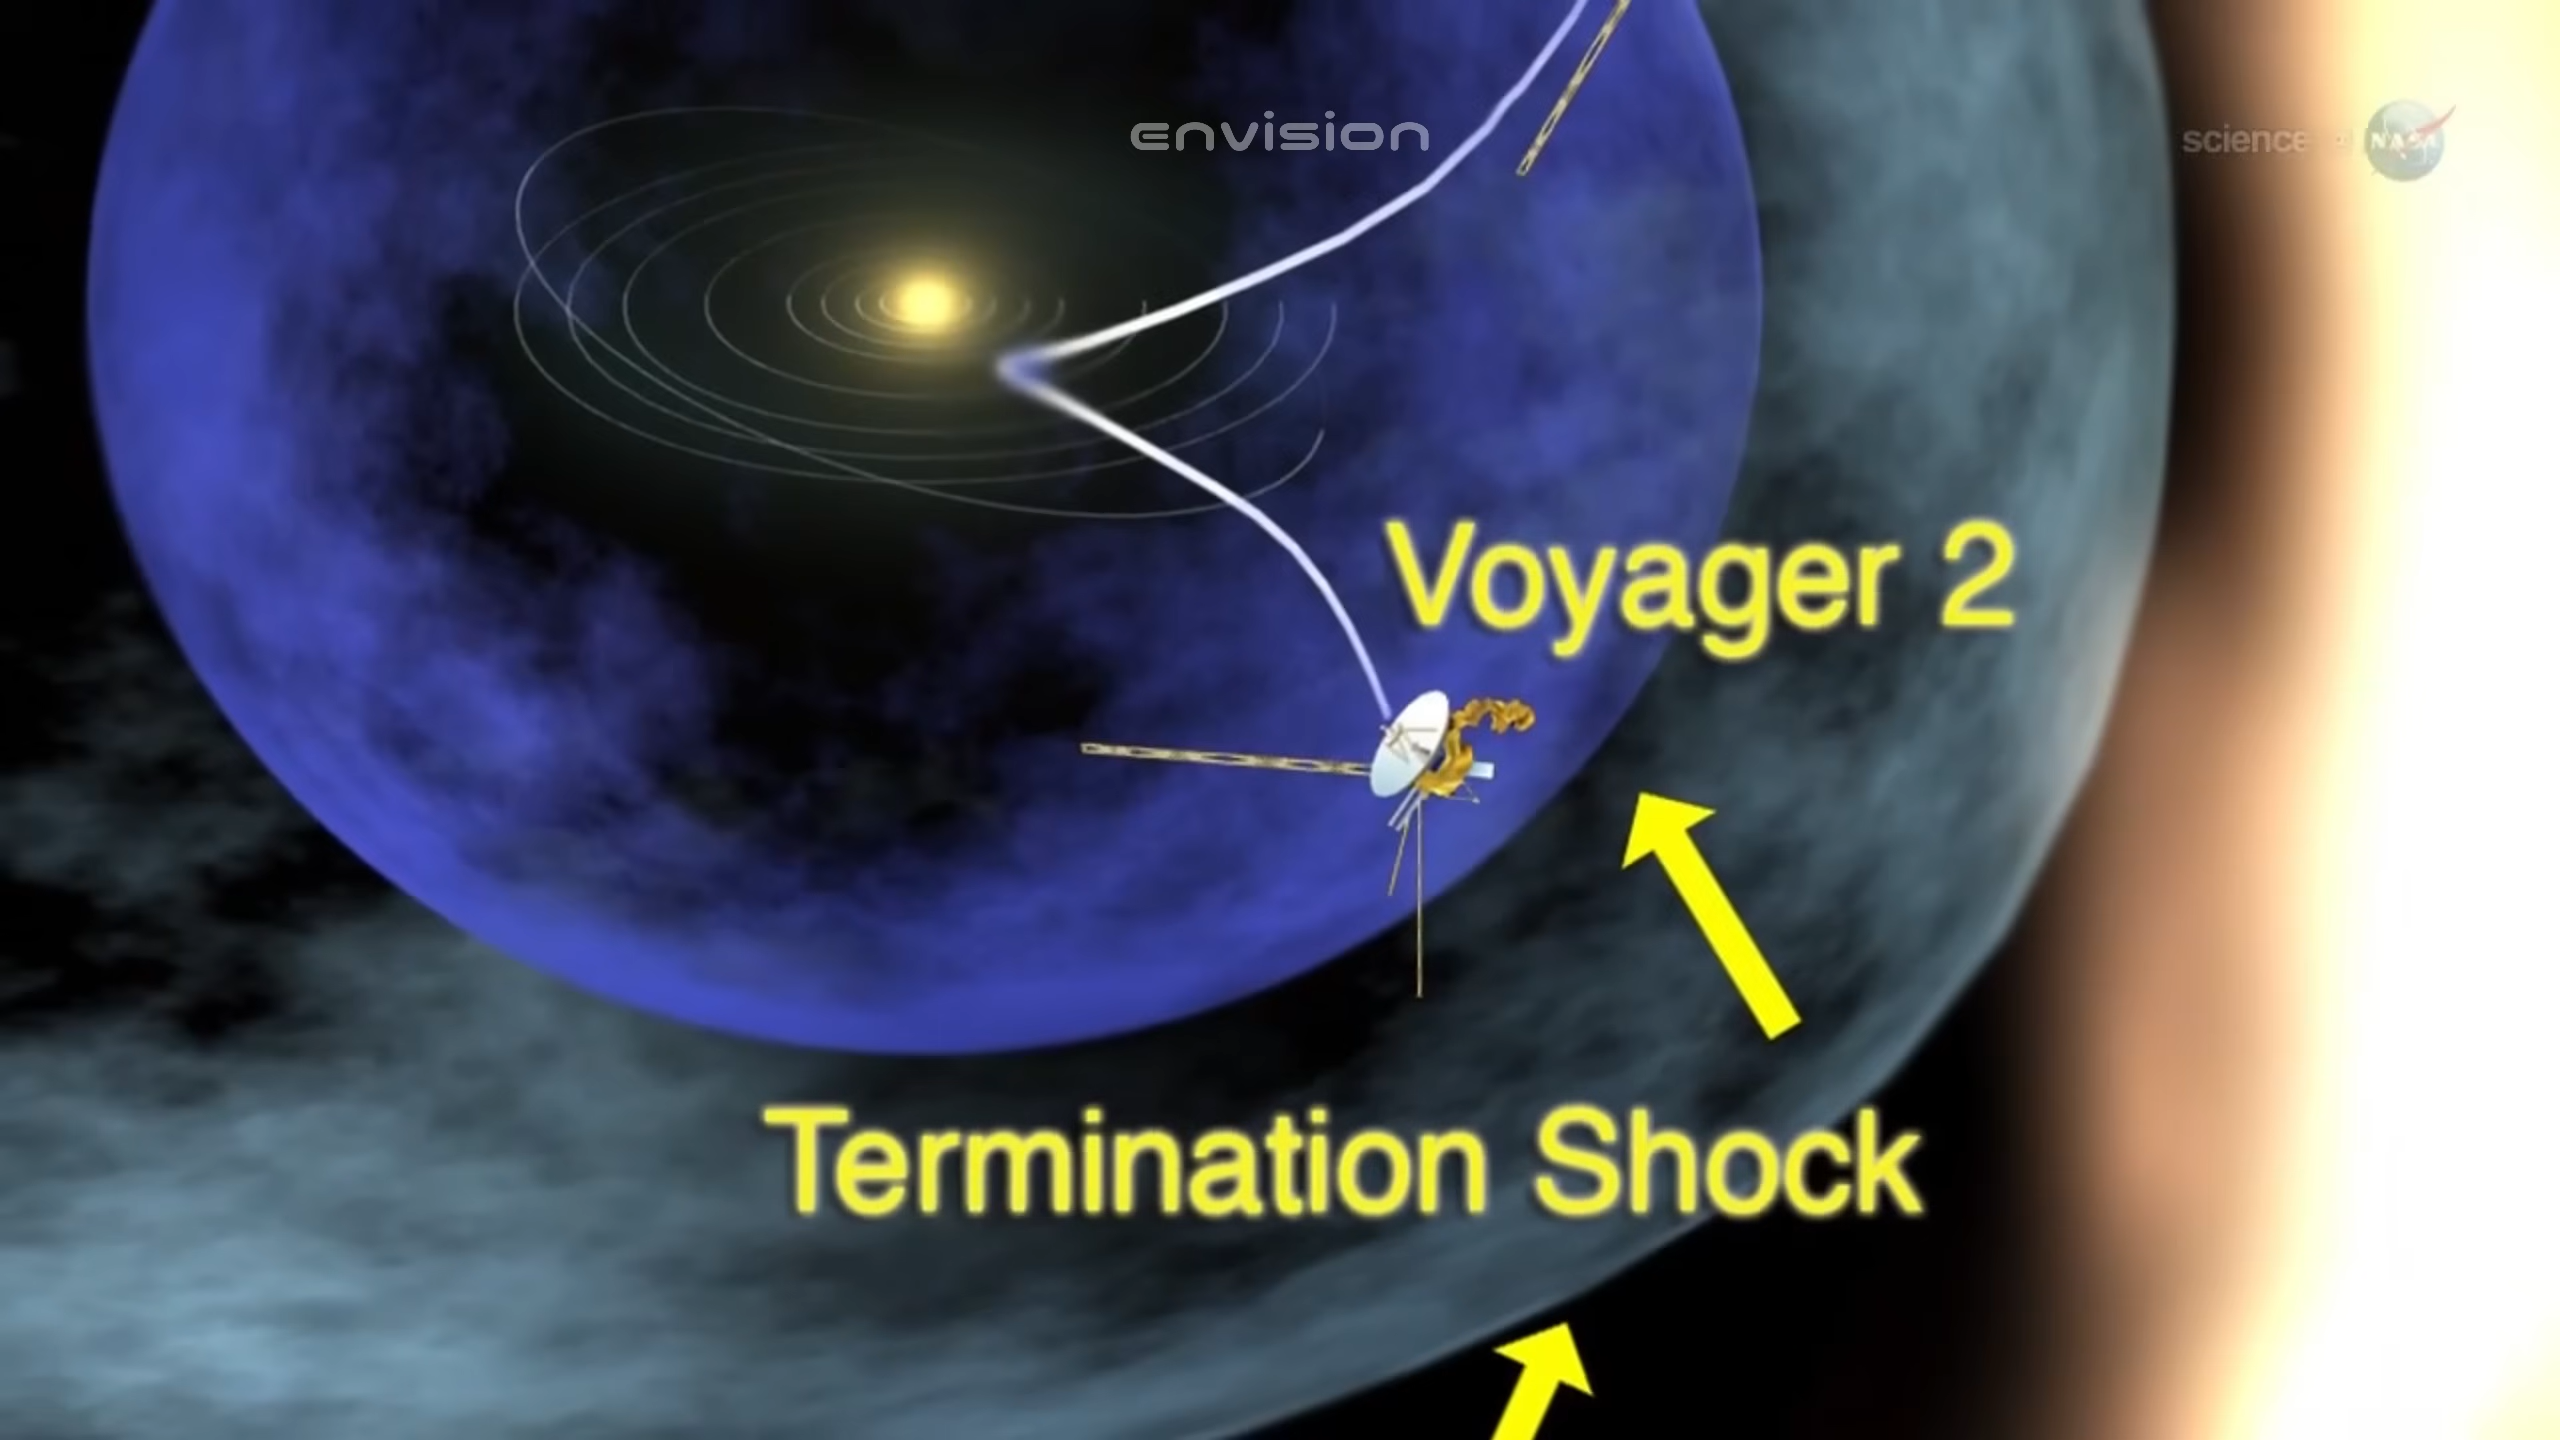 envision
science
NASA
Voyager 2
Termination Shock